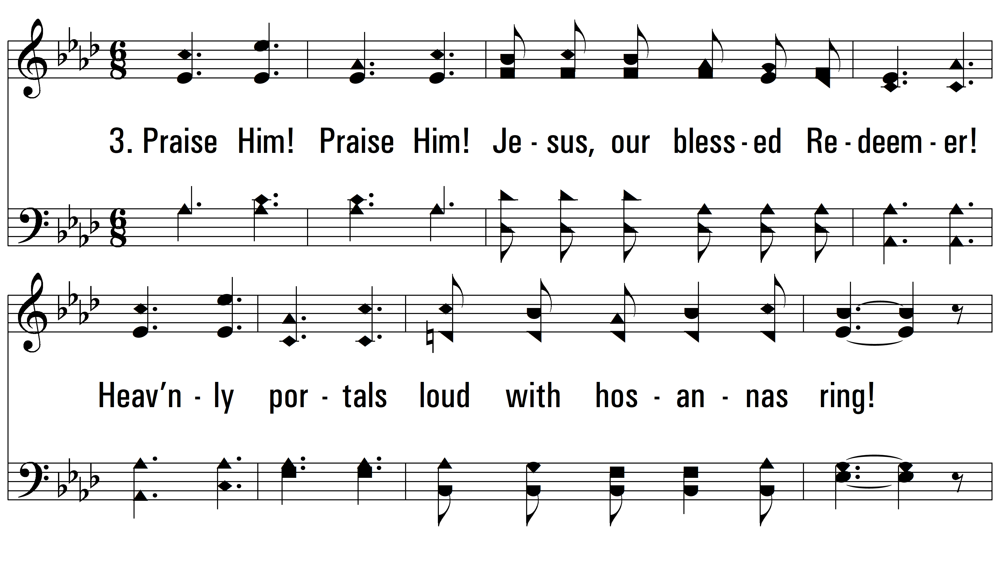 3. Praise Him! Praise Him! Je - sus, our bless - ed Re - deem - er!
Heav’n - ly por - tals loud with hos - an - nas ring!